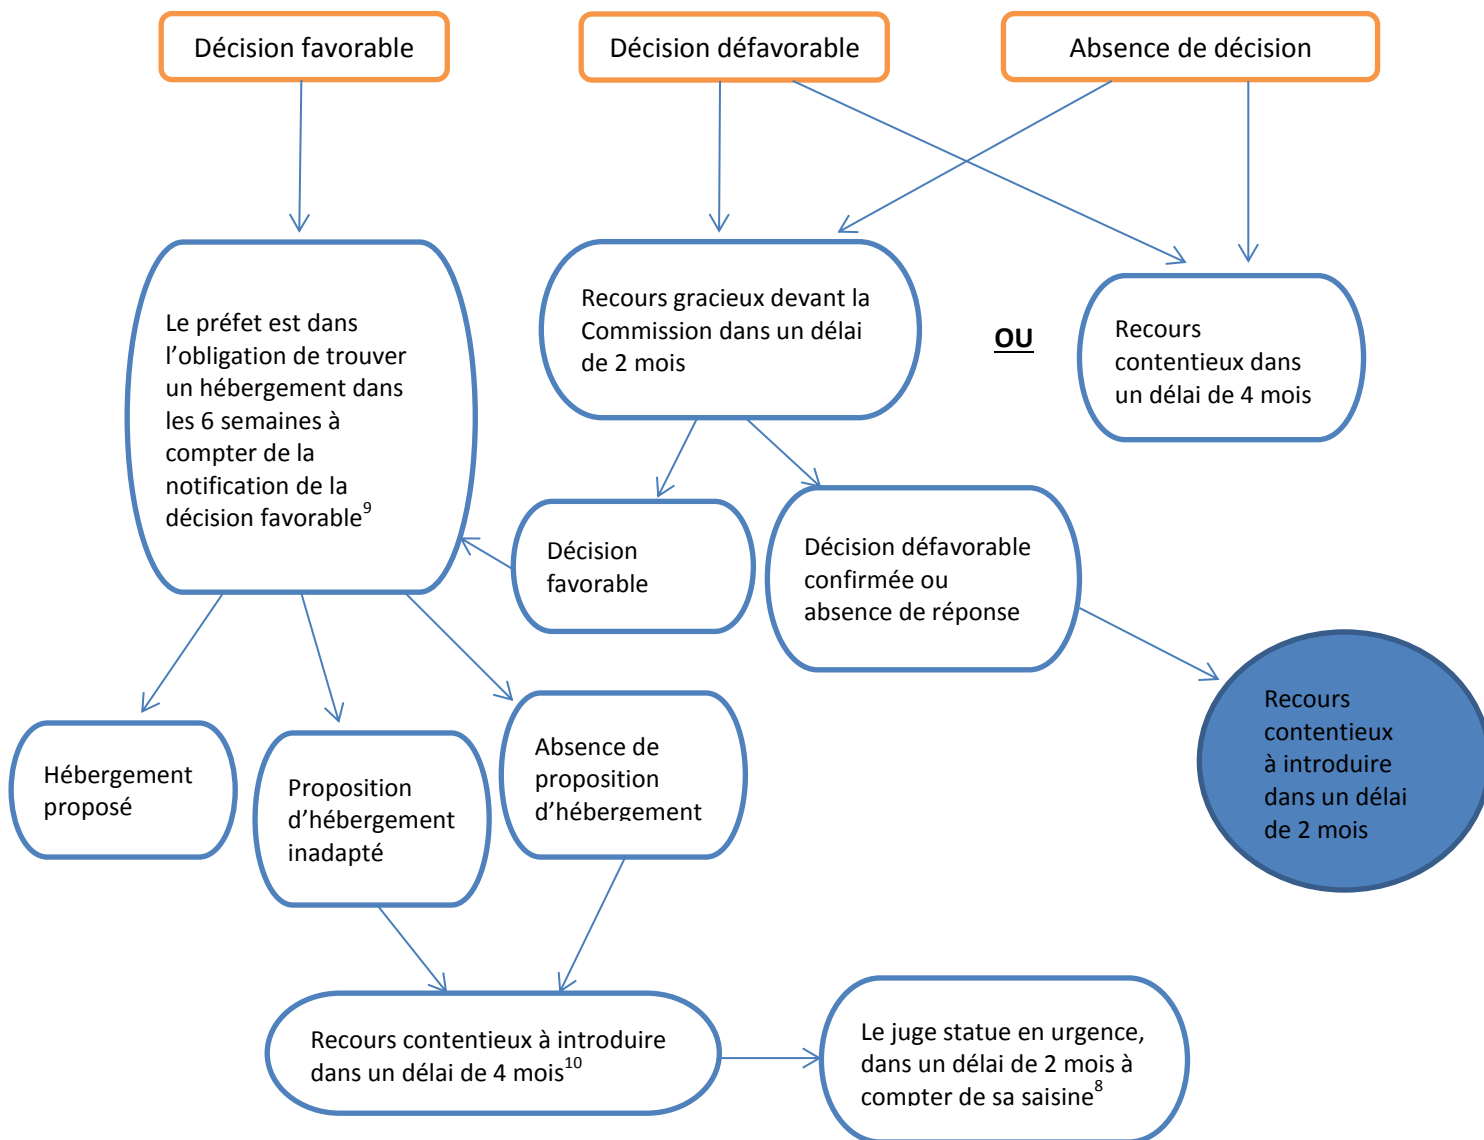 Décision favorable
Décision défavorable
Absence de décision
Le préfet est dans
l’obligation de trouver
un hébergement dans
les 6 semaines à
compter de la
notification de la
décision favorable⁹
Recours gracieux devant la
Commission dans un délai
de 2 mois
OU
Recours
contentieux dans
un délai de 4 mois
Décision
favorable
Décision défavorable
confirmée ou
absence de réponse
Recours
contentieux
à introduire
dans un délai
de 2 mois
Hébergement
proposé
Proposition
d’hébergement
inadapté
Absence de
proposition
d’hébergement
Recours contentieux à introduire
dans un délai de 4 mois¹⁰
Le juge statue en urgence,
dans un délai de 2 mois à
compter de sa saisine⁸